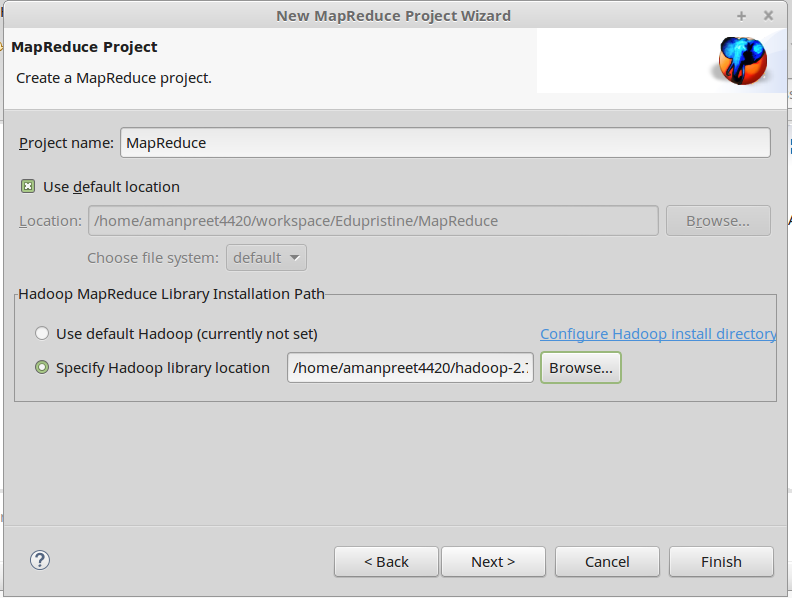 New MapReduce Project Wizard
MapReduce Project
Create a MapReduce project.
Project name: MapReduce
Use default location
Location: /home/amanpreet4420/workspace/Edupristine/MapReduce Browse...
Choose file system: default
Hadoop MapReduce Library Installation Path
Use default Hadoop (currently not set) Configure Hadoop install directory
Specify Hadoop library location /home/amanpreet4420/hadoop-2. Browse...
< Back Next > Cancel Finish